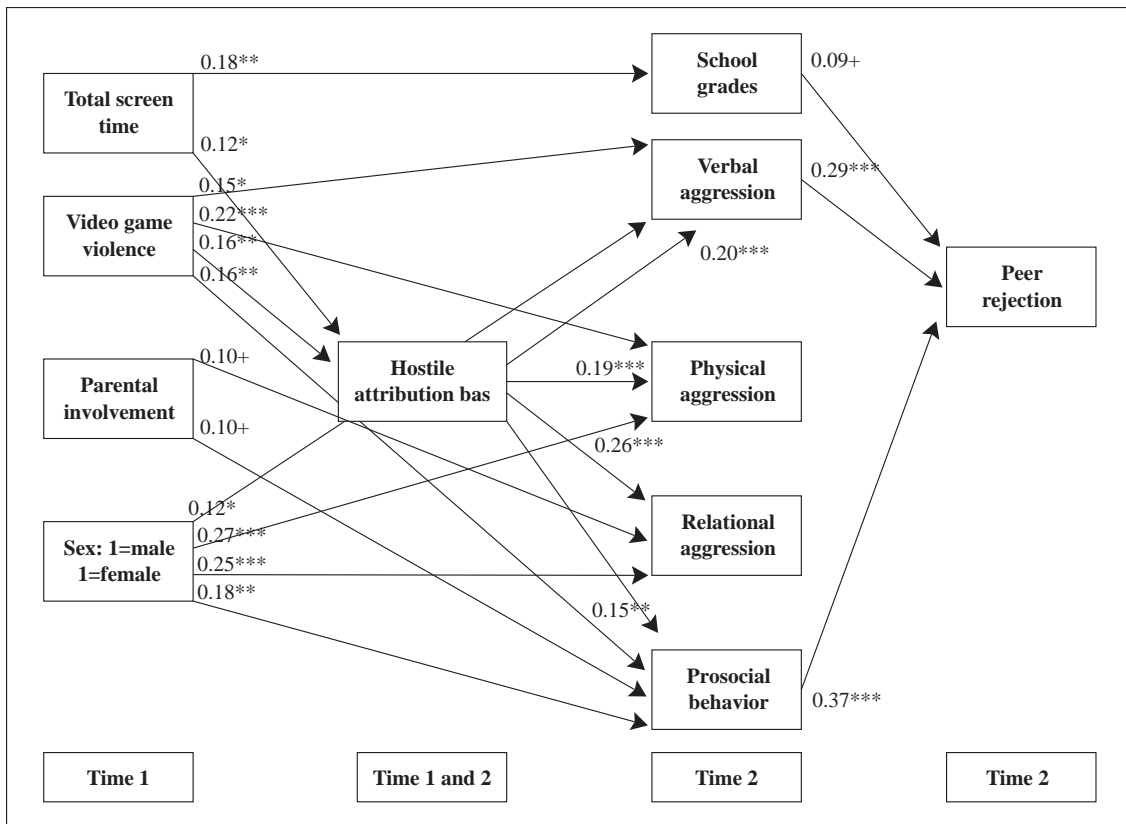 0.18**
School
grades
0.09+
Total screen
time
0.12*
0.15*
Verbal
aggression
0.29***
Video game
violence
0.22***
0.16**
0.16**
0.20***
Peer
rejection
Hostile
attribution bas
0.19***
Physical
aggression
0.10+
Parental
involvement
0.10+
0.26***
0.12*
Sex: 1=male
1=female
0.27***
0.25***
0.18**
Relational
aggression
0.15**
Prosocial
behavior
0.37***
Time 1
Time 1 and 2
Time 2
Time 2